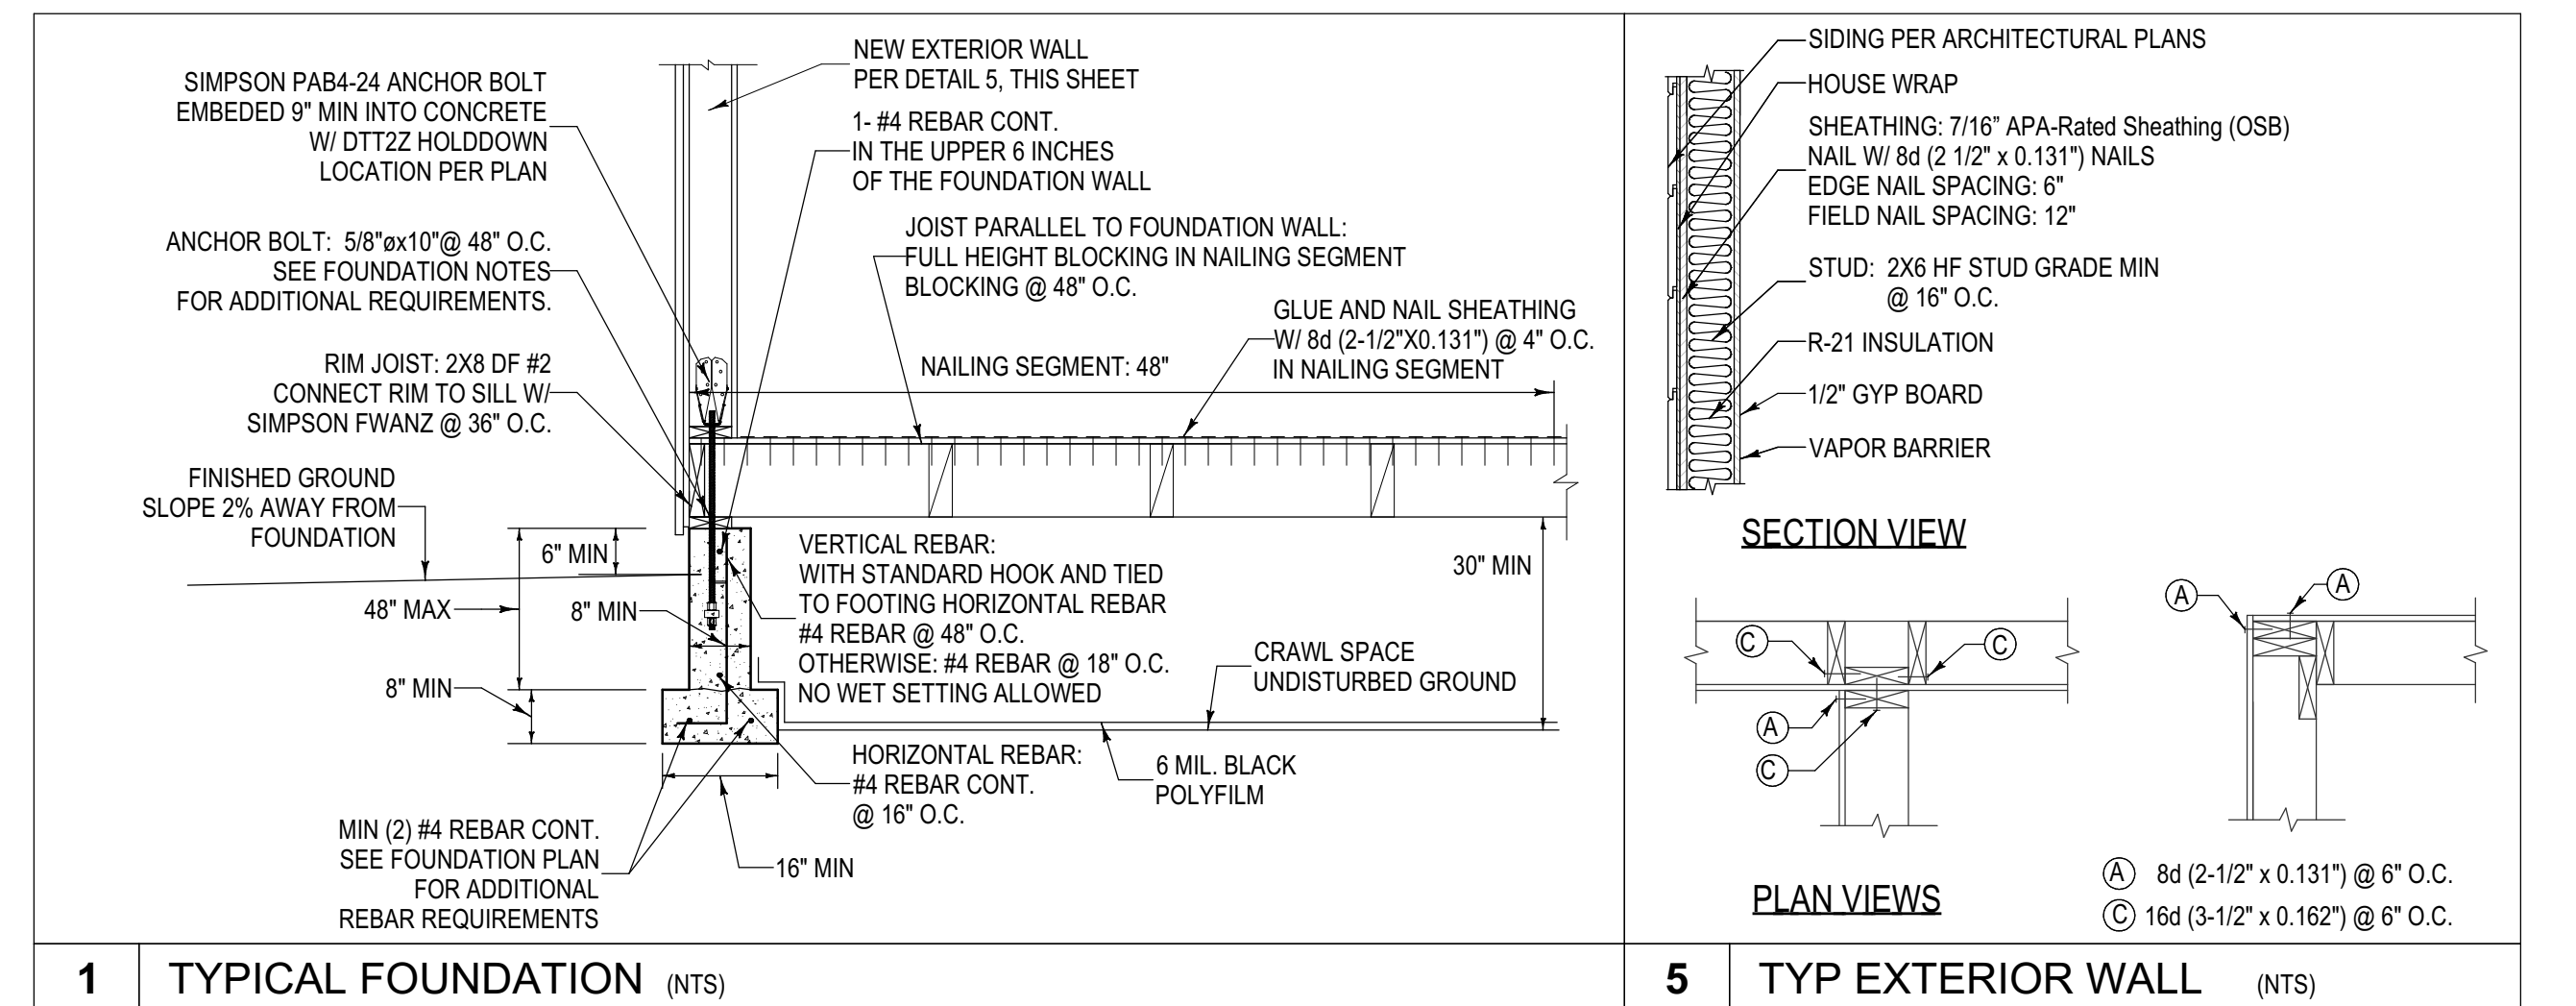 SIMPSON PAB4-24 ANCHOR BOLT
EMBEDED 9" MIN INTO CONCRETE
W/ DTT2Z HOLDDOWN
LOCATION PER PLAN
ANCHOR BOLT: 5/8"øx10"@ 48" O.C.
SEE FOUNDATION NOTES
FOR ADDITIONAL REQUIREMENTS.
RIM JOIST: 2X8 DF #2
CONNECT RIM TO SILL W/
SIMPSON FWANZ @ 36" O.C.
FINISHED GROUND
SLOPE 2% AWAY FROM
FOUNDATION
NEW EXTERIOR WALL
PER DETAIL 5, THIS SHEET
1- #4 REBAR CONT.
IN THE UPPER 6 INCHES
OF THE FOUNDATION WALL
JOIST PARALLEL TO FOUNDATION WALL:
FULL HEIGHT BLOCKING IN NAILING SEGMENT
BLOCKING @ 48" O.C.
GLUE AND NAIL SHEATHING
W/ 8d (2-1/2"X0.131") @ 4" O.C.
IN NAILING SEGMENT
NAILING SEGMENT: 48"
6" MIN
48" MAX
8" MIN
8" MIN
VERTICAL REBAR:
WITH STANDARD HOOK AND TIED
TO FOOTING HORIZONTAL REBAR
#4 REBAR @ 48" O.C.
OTHERWISE: #4 REBAR @ 18" O.C.
NO WET SETTING ALLOWED
30" MIN
CRAWL SPACE
UNDISTURBED GROUND
HORIZONTAL REBAR:
#4 REBAR CONT.
@ 16" O.C.
6 MIL. BLACK
POLYFILM
MIN (2) #4 REBAR CONT.
SEE FOUNDATION PLAN
FOR ADDITIONAL
REBAR REQUIREMENTS
16" MIN
1 TYPICAL FOUNDATION (NTS)
SIDING PER ARCHITECTURAL PLANS
HOUSE WRAP
SHEATHING: 7/16” APA-Rated Sheathing (OSB)
NAIL W/ 8d (2 1/2" x 0.131") NAILS
EDGE NAIL SPACING: 6"
FIELD NAIL SPACING: 12"
STUD: 2X6 HF STUD GRADE MIN
@ 16" O.C.
R-21 INSULATION
1/2" GYP BOARD
VAPOR BARRIER
SECTION VIEW
C
C
A
C
A
A
PLAN VIEWS
A 8d (2-1/2" x 0.131") @ 6" O.C.
C 16d (3-1/2" x 0.162") @ 6" O.C.
5 TYP EXTERIOR WALL (NTS)